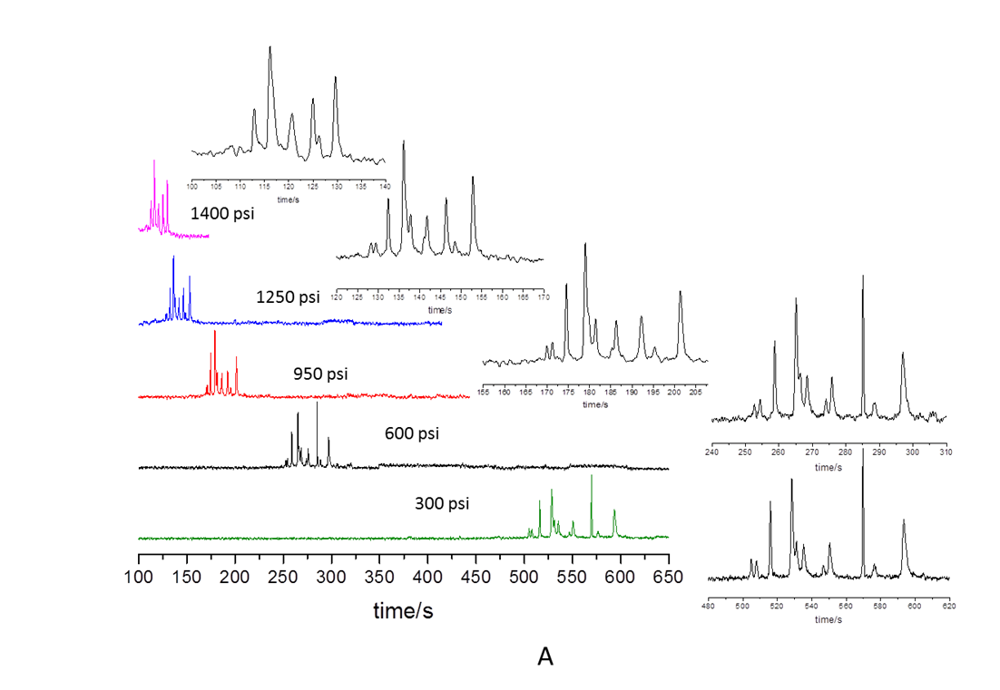 100 105 110 115 120 125 130 135 140
time/s
1400 psi
120 125 130 135 140 145 150 155 160 165 170
time/s
1250 psi
155 160 165 170 175 180 185 190 195 200 205
time/s
950 psi
240 250 260 270 280 290 300 310
time/s
600 psi
300 psi
480 500 520 540 560 580 600 620
time/s
100 150 200 250 300 350 400 450 500 550 600 650
time/s
A